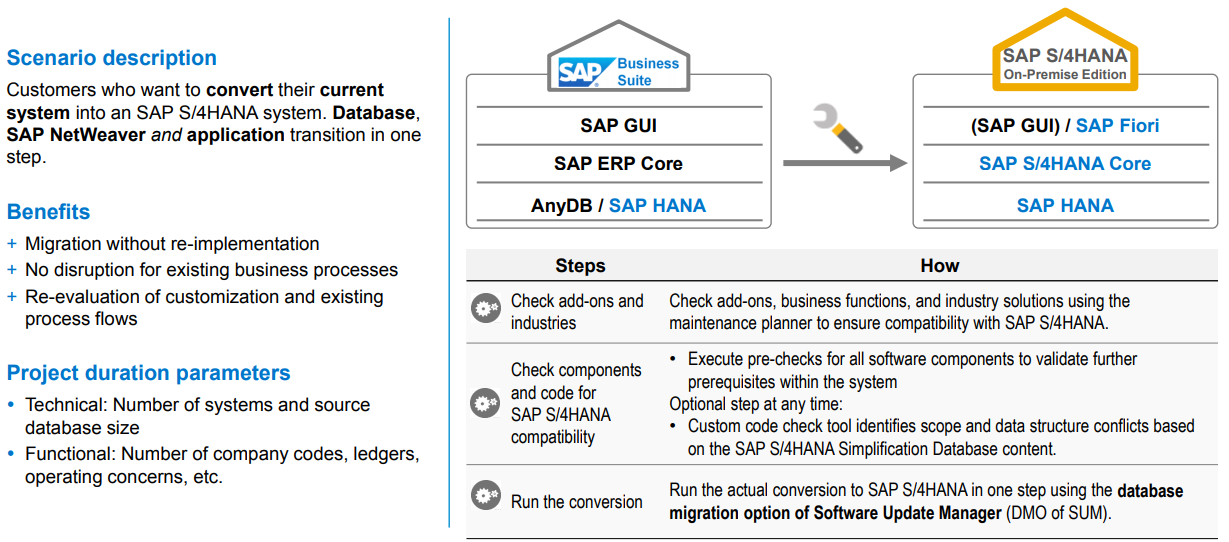 Scenario description
Customers who want to convert their current
system into an SAP S/4HANA system. Database,
SAP NetWeaver and application transition in one
step.
Benefits
+ Migration without re-implementation
+ No disruption for existing business processes
+ Re-evaluation of customization and existing
process flows
Project duration parameters
• Technical: Number of systems and source
database size
• Functional: Number of company codes, ledgers,
operating concerns, etc.
SAP® Business
Suite
SAP GUI
SAP ERP Core
AnyDB / SAP HANA
SAP S/4HANA
On-Premise Edition
(SAP GUI) / SAP Fiori
SAP S/4HANA Core
SAP HANA
Steps
How
Check add-ons and
industries
Check add-ons, business functions, and industry solutions using the
maintenance planner to ensure compatibility with SAP S/4HANA.
Check components
and code for
SAP S/4HANA
compatibility
• Execute pre-checks for all software components to validate further
prerequisites within the system
Optional step at any time:
• Custom code check tool identifies scope and data structure conflicts based
on the SAP S/4HANA Simplification Database content.
Run the conversion
Run the actual conversion to SAP S/4HANA in one step using the database
migration option of Software Update Manager (DMO of SUM).